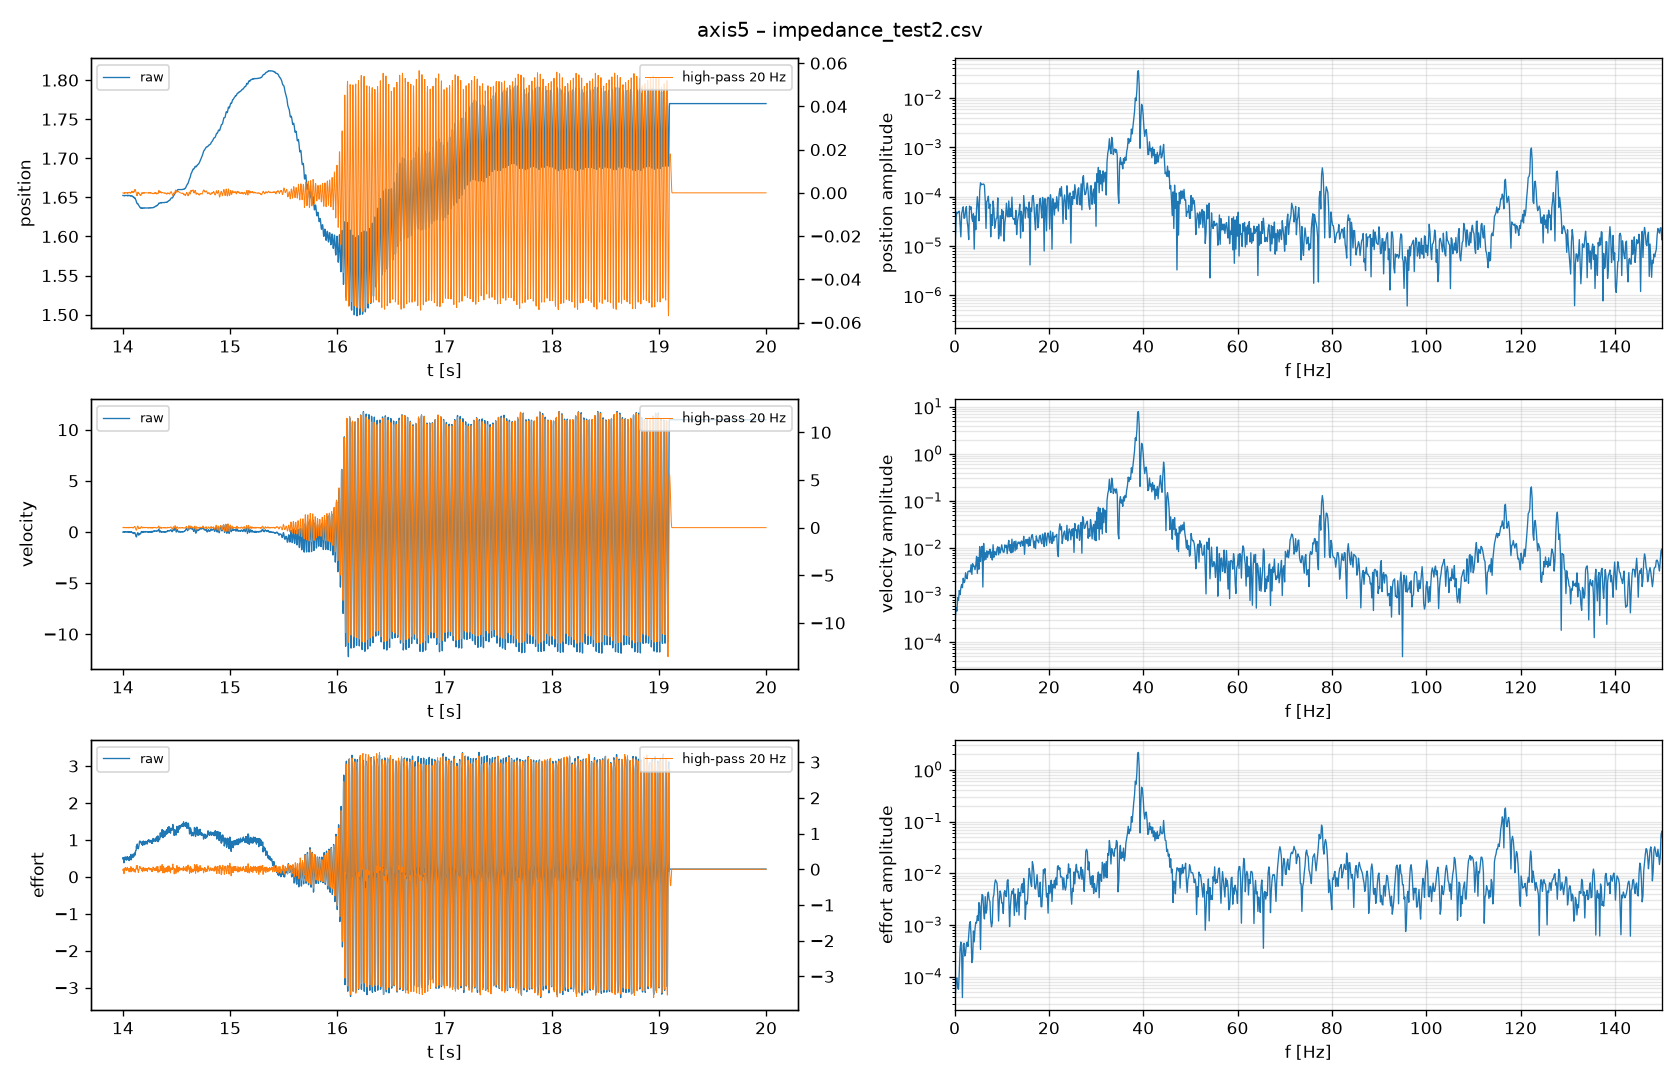 axis5 – impedance_test2.csv
raw
high-pass 20 Hz
position
1.80
1.75
1.70
1.65
1.60
1.55
1.50
0.06
0.04
0.02
0.00
−0.02
−0.04
−0.06
14 15 16 17 18 19 20
t [s]
position amplitude
10⁻²
10⁻³
10⁻⁴
10⁻⁵
10⁻⁶
0 20 40 60 80 100 120 140
f [Hz]
raw
high-pass 20 Hz
velocity
10
5
0
−5
−10
10
5
0
−5
−10
14 15 16 17 18 19 20
t [s]
velocity amplitude
10¹
10⁰
10⁻¹
10⁻²
10⁻³
10⁻⁴
0 20 40 60 80 100 120 140
f [Hz]
raw
high-pass 20 Hz
effort
3
2
1
0
−1
−2
−3
3
2
1
0
−1
−2
−3
14 15 16 17 18 19 20
t [s]
effort amplitude
10⁰
10⁻¹
10⁻²
10⁻³
10⁻⁴
0 20 40 60 80 100 120 140
f [Hz]